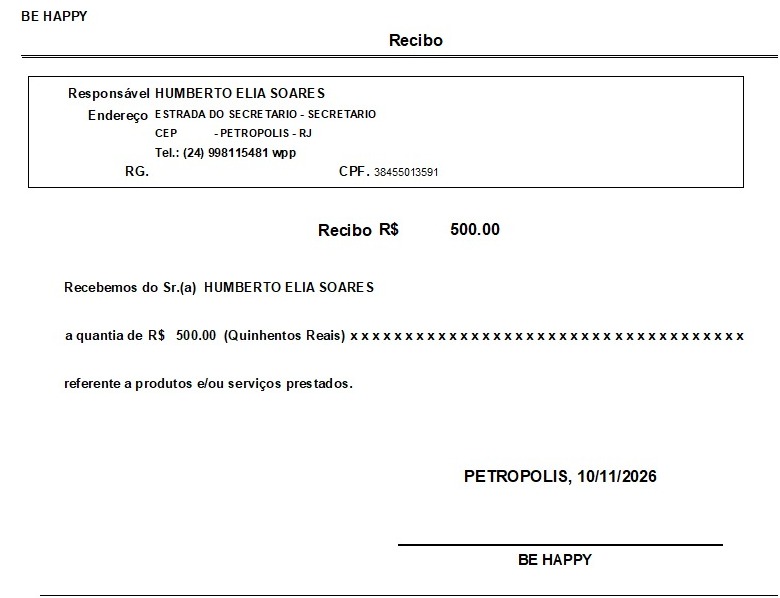 BE HAPPY
Recibo
Responsável HUMBERTO ELIA SOARES
Endereço ESTRADA DO SECRETARIO - SECRETARIO
CEP - PETROPOLIS - RJ
Tel.: (24) 998115481 wpp
RG. CPF. 38455013591
Recibo R$ 500.00
Recebemos do Sr.(a) HUMBERTO ELIA SOARES
a quantia de R$ 500.00 (Quinhentos Reais) x x x x x x x x x x x x x x x x x x x x x x x x x x x x x x x x x x x x
referente a produtos e/ou serviços prestados.
PETROPOLIS, 10/11/2026
BE HAPPY